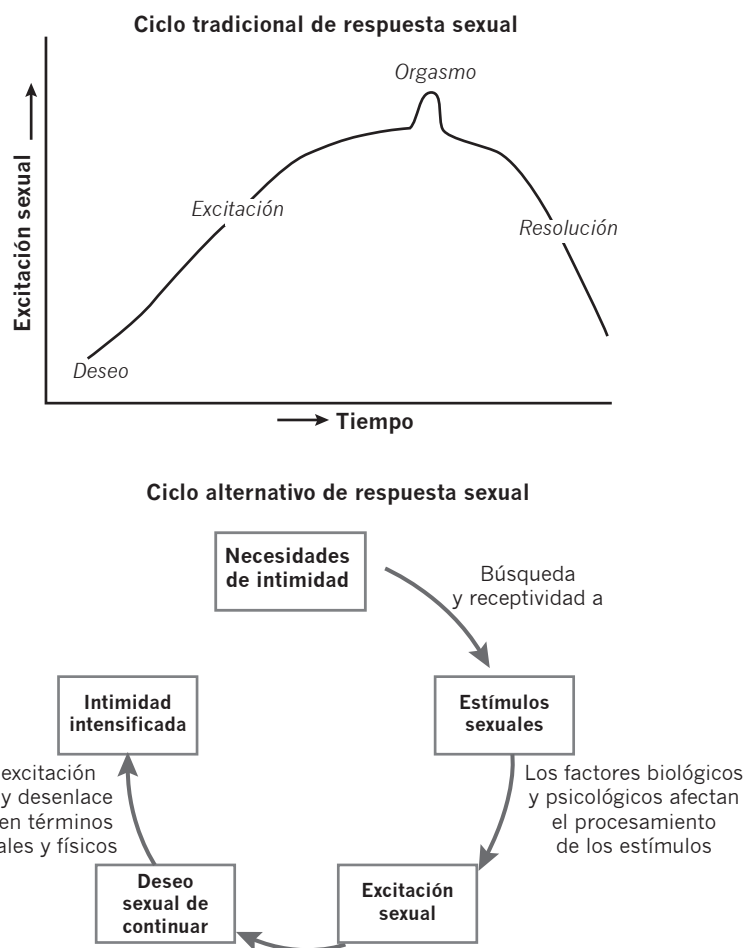 Ciclo tradicional de respuesta sexual
Orgasmo
Excitación
Resolución
Deseo
Excitación sexual
Tiempo
Ciclo alternativo de respuesta sexual
Necesidades
de intimidad
Búsqueda
y receptividad a
Intimidad
intensificada
Estímulos
sexuales
excitación
y desenlace
en términos
y físicos
Los factores biológicos
y psicológicos afectan
el procesamiento
de los estímulos
Deseo
sexual de
continuar
Excitación
sexual